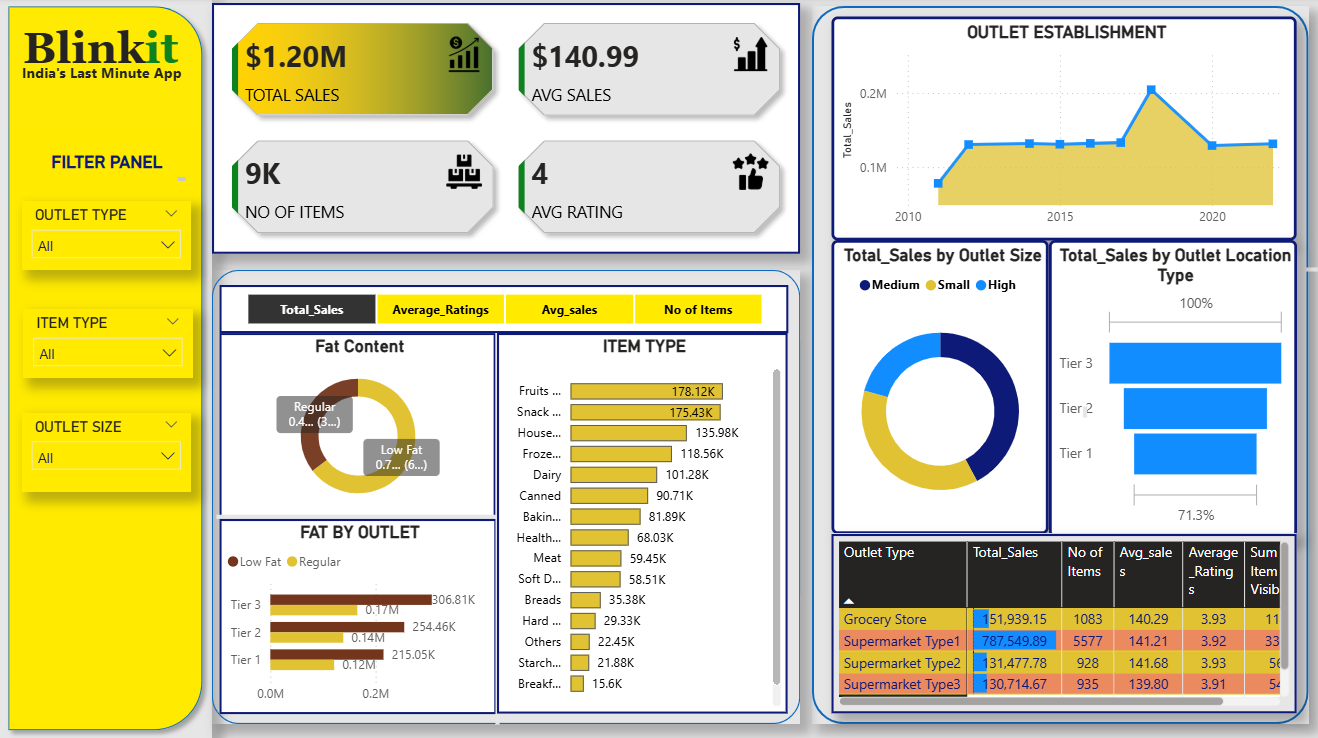 Blinkit
India's Last Minute App
FILTER PANEL
OUTLET TYPE
All
ITEM TYPE
All
OUTLET SIZE
All
$1.20M
TOTAL SALES
$140.99
AVG SALES
9K
NO OF ITEMS
4
AVG RATING
Total_Sales
Average_Ratings
Avg_sales
No of Items
Fat Content
Regular
0.4... (3...)
Low Fat
0.7... (6...)
FAT BY OUTLET
Low Fat Regular
Tier 3 306.81K
0.17M
Tier 2 254.46K
0.14M
Tier 1 215.05K
0.12M
0.0M 0.2M
ITEM TYPE
Fruits ... 178.12K
Snack ... 175.43K
House... 135.98K
Froze... 118.56K
Dairy 101.28K
Canned 90.71K
Bakin... 81.89K
Health... 68.03K
Meat 59.45K
Soft D... 58.51K
Breads 35.38K
Hard ... 29.33K
Others 22.45K
Starch... 21.88K
Breakf... 15.6K
OUTLET ESTABLISHMENT
Total_Sales
0.2M
0.1M
2010 2015 2020
Total_Sales by Outlet Size
Medium Small High
Total_Sales by Outlet Location
Type
100%
Tier 3
Tier 2
Tier 1
71.3%
Outlet Type Total_Sales No of Items Avg_sales Average_Ratings Sum Item Visib
Grocery Store 151,939.15 1083 140.29 3.93 11
Supermarket Type1 787,549.89 5577 141.21 3.92 33
Supermarket Type2 131,477.78 928 141.68 3.93 56
Supermarket Type3 130,714.67 935 139.80 3.91 54